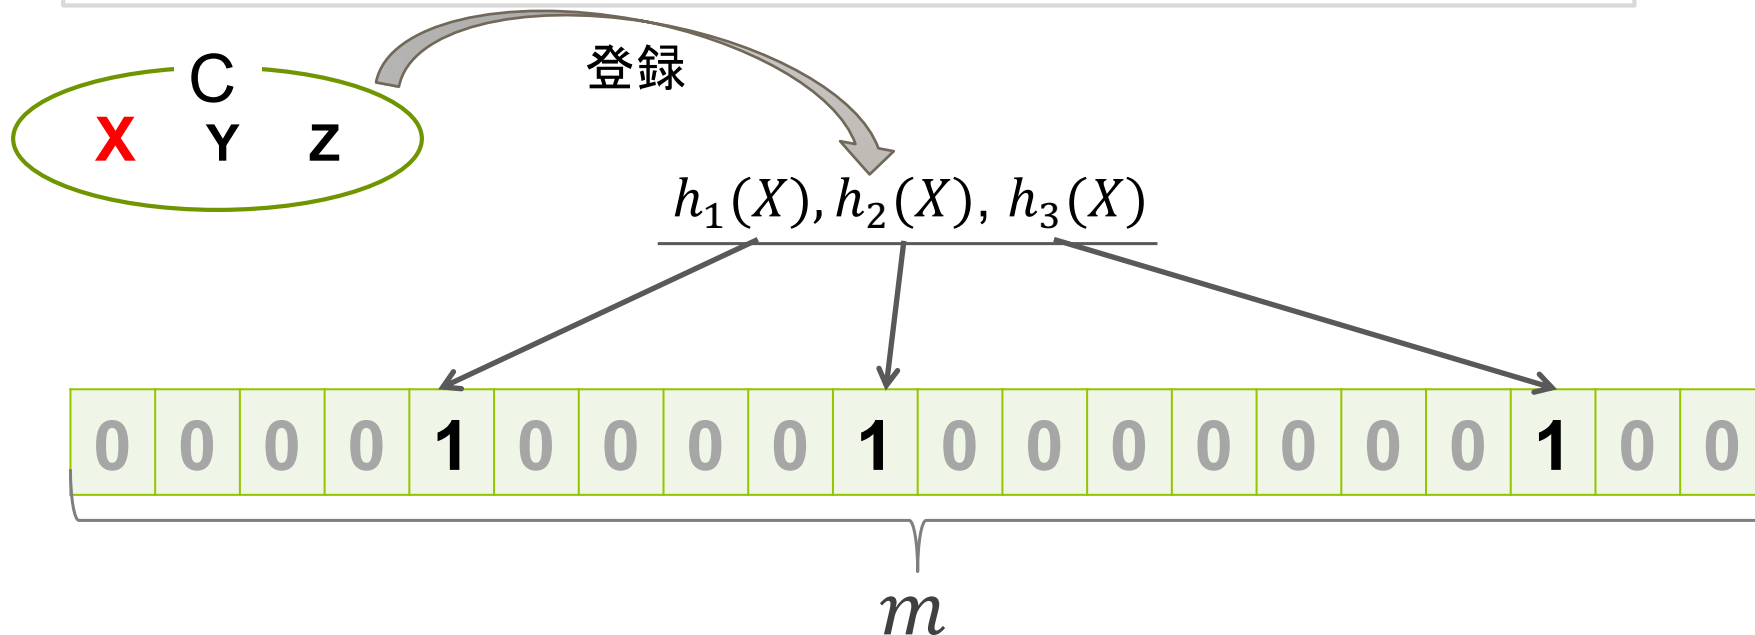 C
X Y Z
登録
h₁(X), h₂(X), h₃(X)
0 0 0 0 1 0 0 0 0 1 0 0 0 0 0 0 0 1 0 0
m